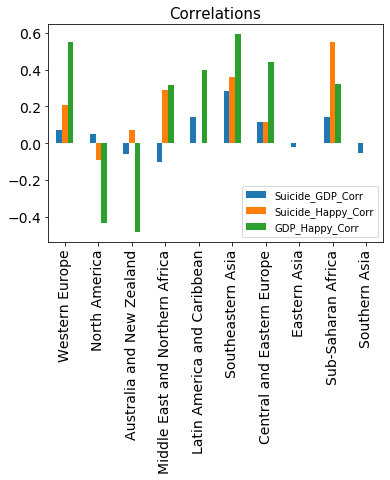 Correlations
0.6
0.4
0.2
0.0
−0.2
−0.4
Suicide_GDP_Corr
Suicide_Happy_Corr
GDP_Happy_Corr
Western Europe
North America
Australia and New Zealand
Middle East and Northern Africa
Latin America and Caribbean
Southeastern Asia
Central and Eastern Europe
Eastern Asia
Sub-Saharan Africa
Southern Asia